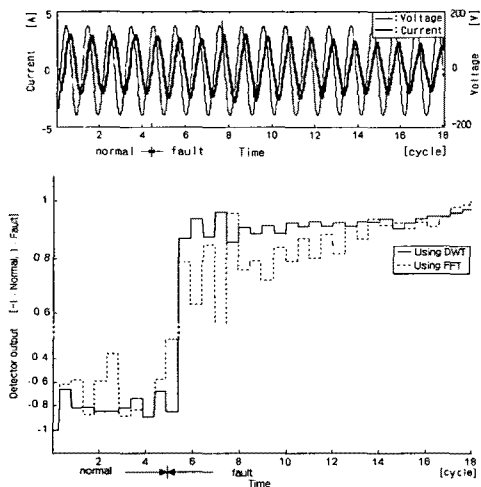 5 [A] 200 [V]
: Voltage
: Current
Current
0 0
Voltage
-5 -200
2 4 6 8 10 12 14 16 18
normal fault Time [cycle]
1
0.8
0.6
0.4
-0.6
-0.8
-1
Detector output [-1 : Normal, 1 : Fault]
Using DWT
Using FFT
2 4 6 8 10 12 14 16 18
normal fault [cycle]
Time